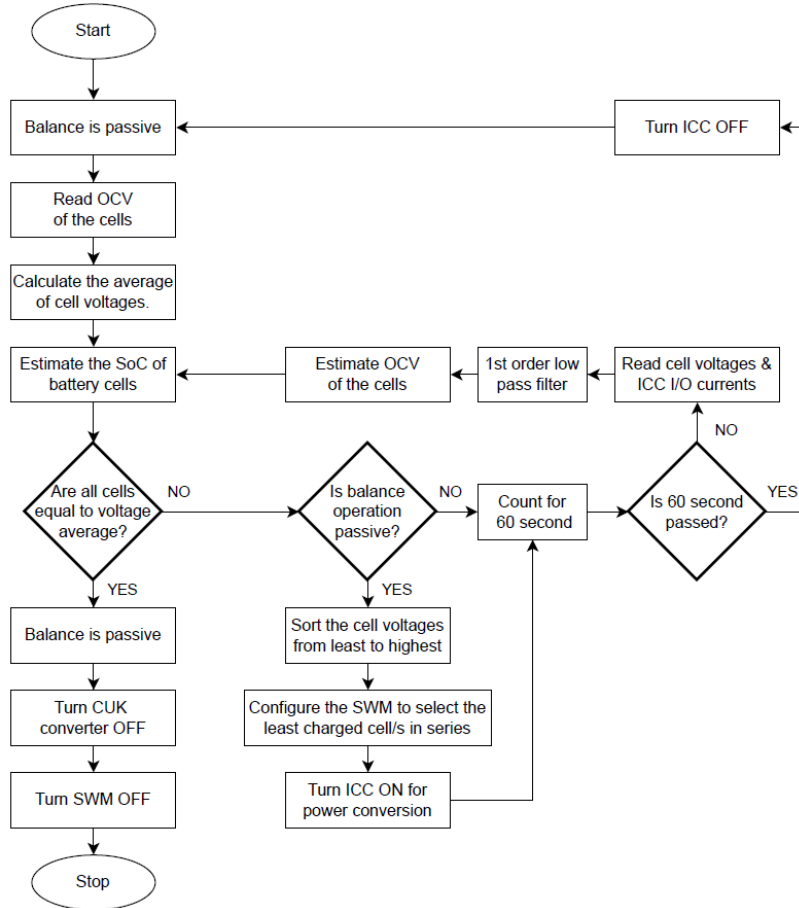 Start
Balance is passive
Turn ICC OFF
Read OCV
of the cells
Calculate the average
of cell voltages.
Estimate the SoC of
battery cells
Estimate OCV
of the cells
1st order low
pass filter
Read cell voltages &
ICC I/O currents
NO
Are all cells
equal to voltage
average?
NO
Is balance
operation
passive?
NO
Count for
60 second
Is 60 second
passed?
YES
YES
YES
Balance is passive
Sort the cell voltages
from least to highest
Turn CUK
converter OFF
Configure the SWM to select the
least charged cell/s in series
Turn SWM OFF
Turn ICC ON for
power conversion
Stop